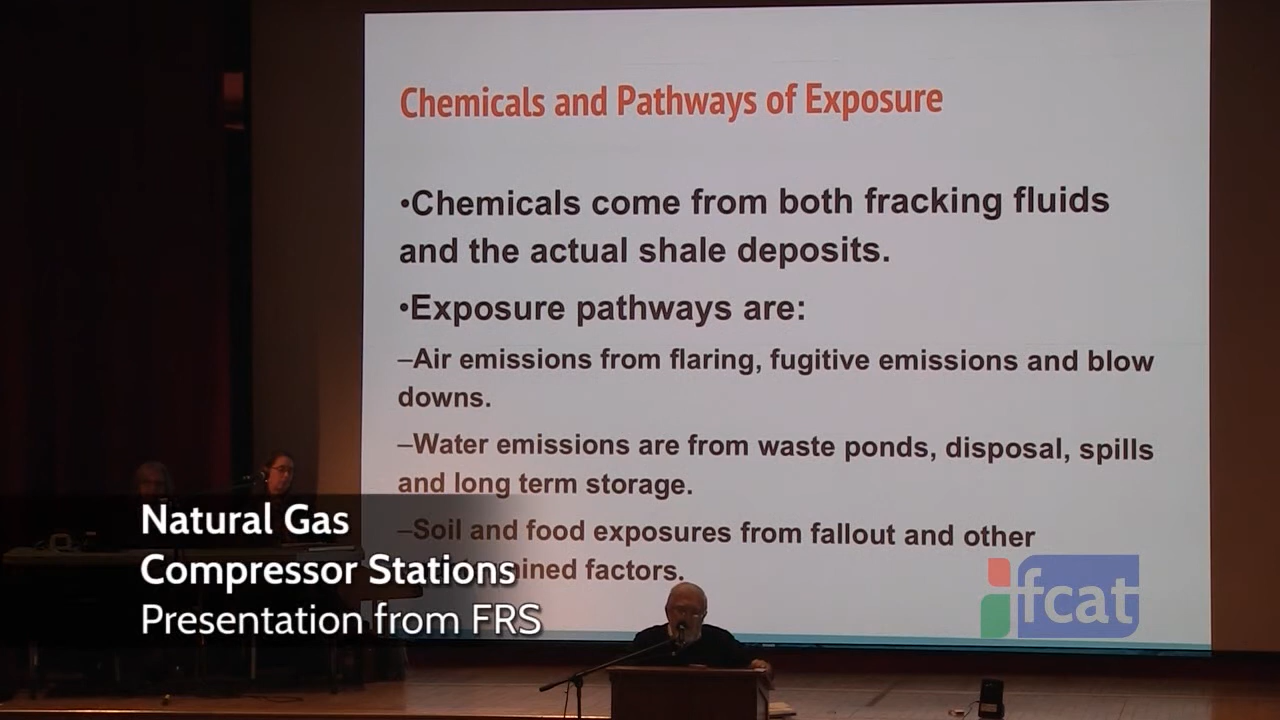 Chemicals and Pathways of Exposure
•Chemicals come from both fracking fluids
and the actual shale deposits.
•Exposure pathways are:
–Air emissions from flaring, fugitive emissions and blow
downs.
–Water emissions are from waste ponds, disposal, spills
and long term storage.
–Soil and food exposures from fallout and other
factors.
Natural Gas
Compressor Stations
Presentation from FRS
fcat